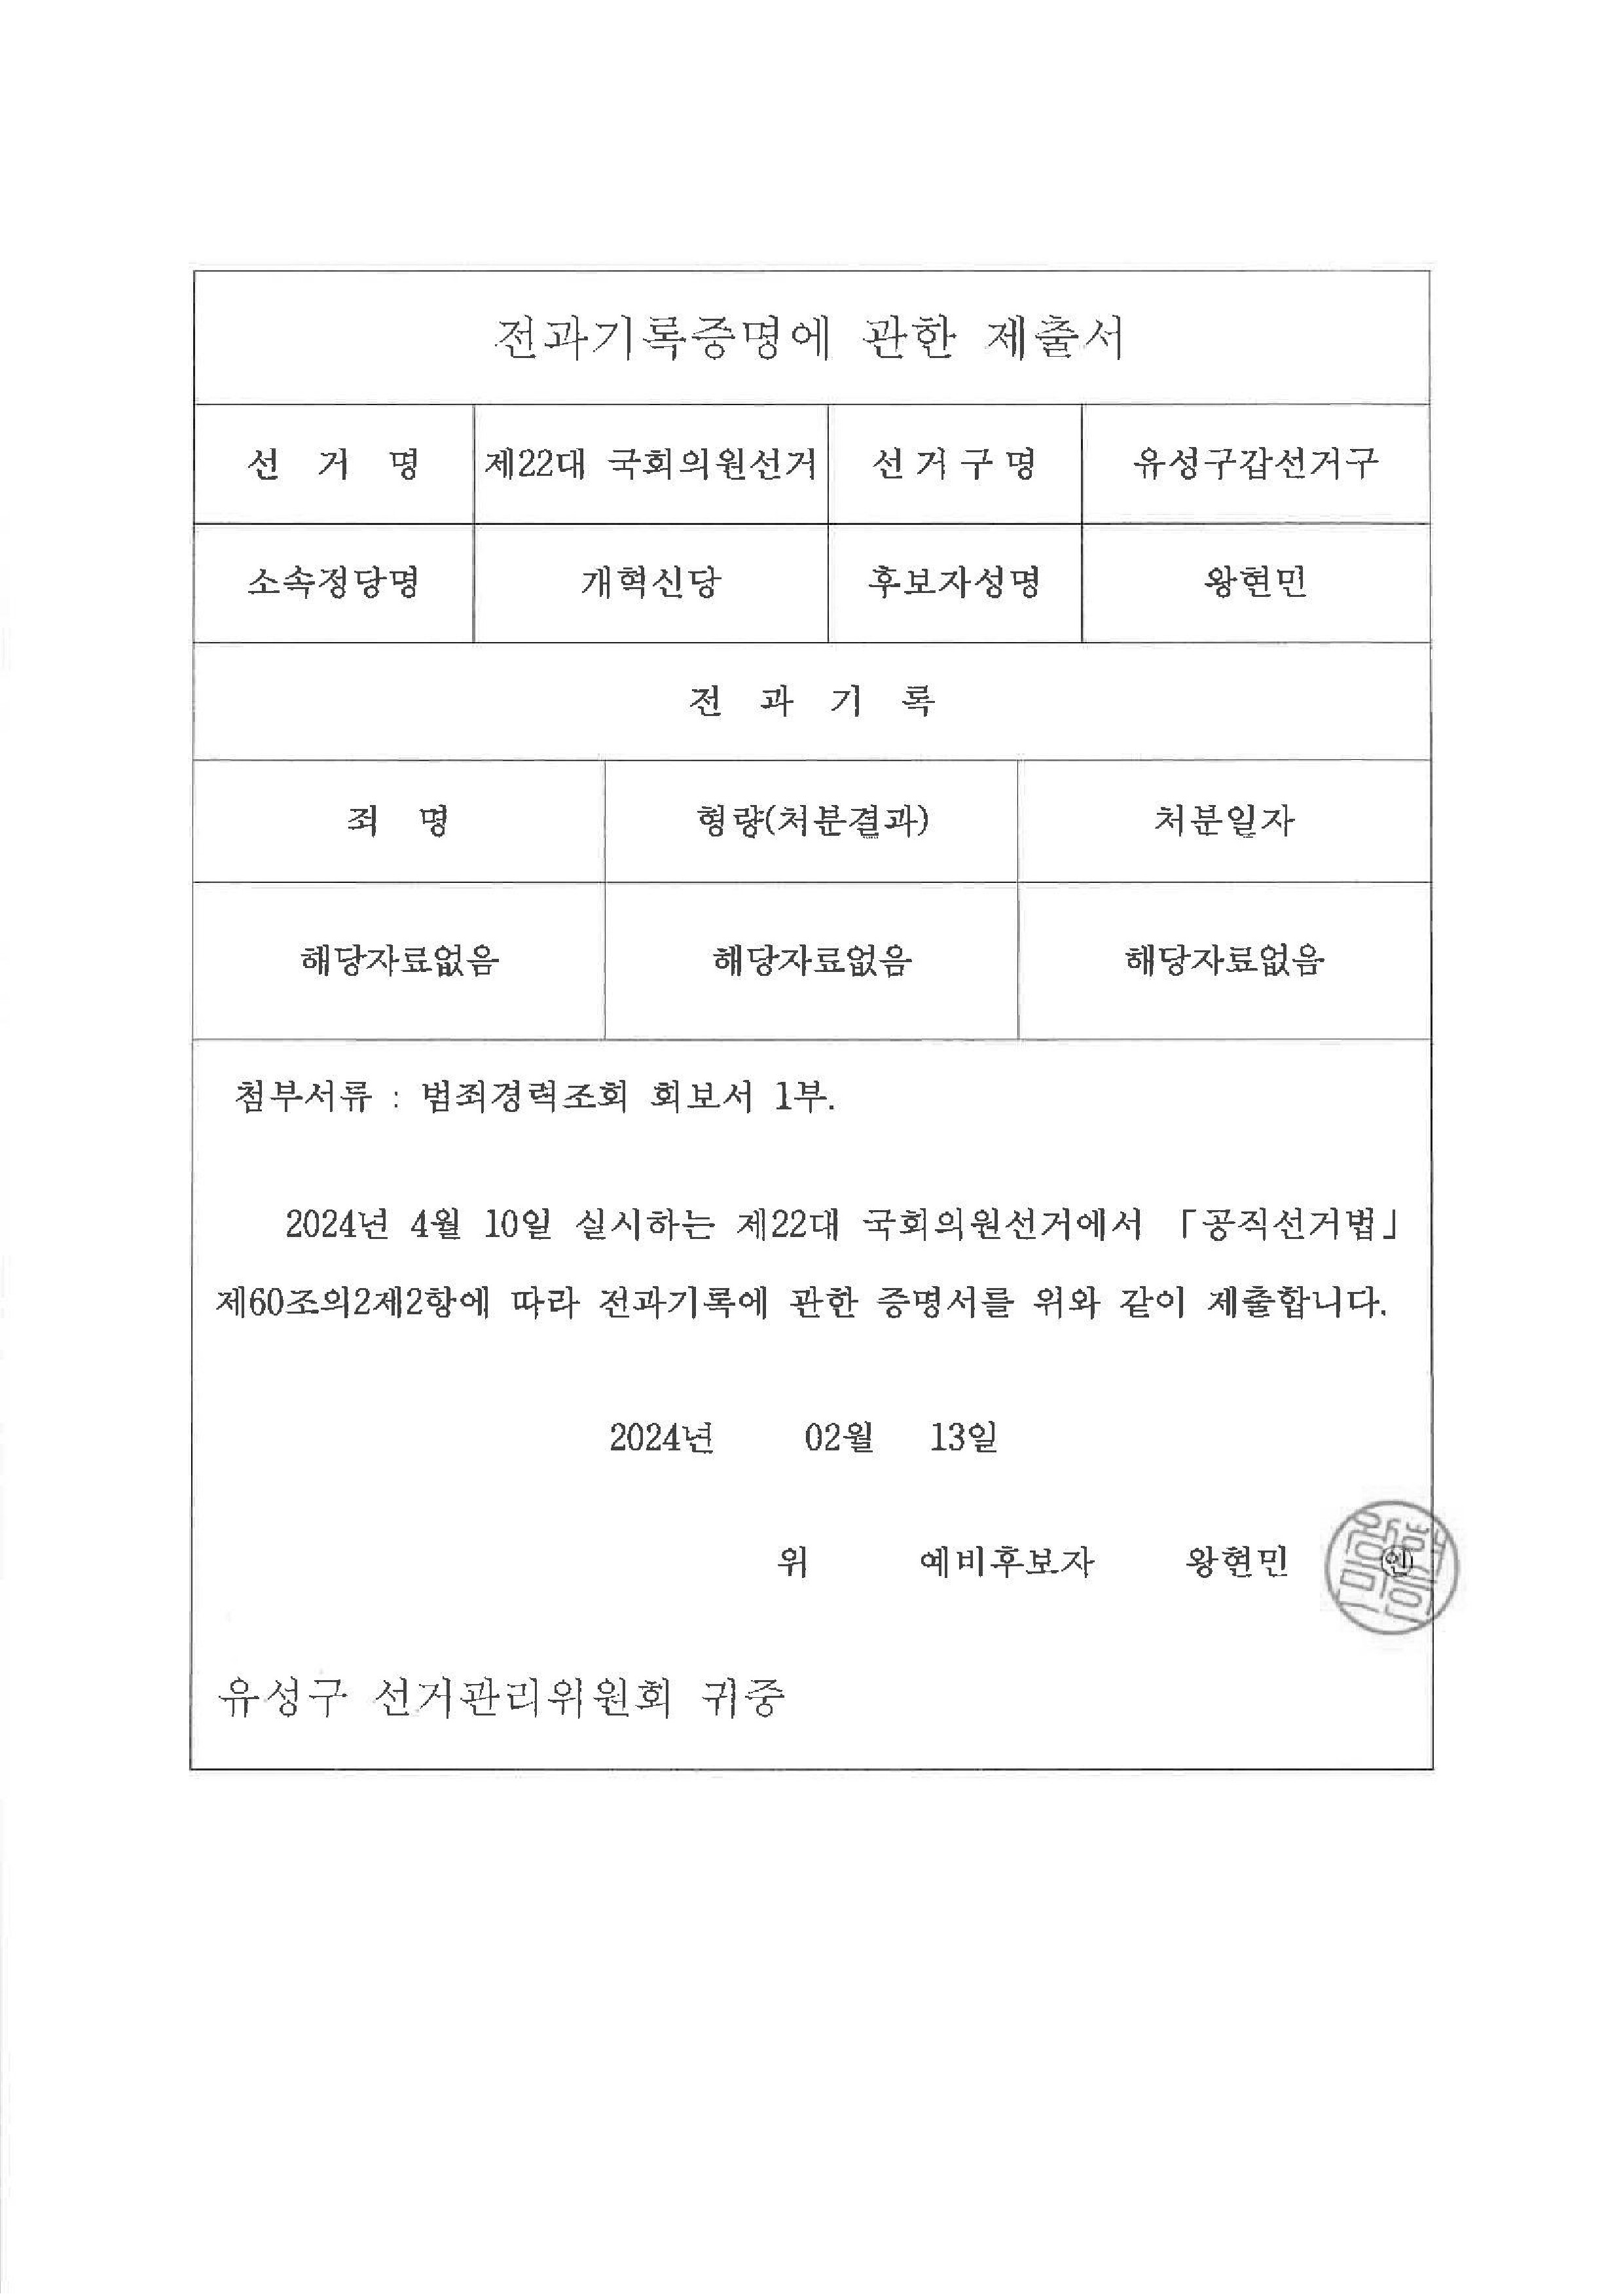 전과기록증명에 관한 제출서
선 거 명 제22대 국회의원선거 선거구명 유성구갑선거구
소속정당명 개혁신당 후보자성명 왕현민
전 과 기 록
죄 명 형량(처분결과) 처분일자
해당자료없음 해당자료없음 해당자료없음
첨부서류 : 범죄경력조회 회보서 1부.
2024년 4월 10일 실시하는 제22대 국회의원선거에서 「공직선거법」
제60조의2제2항에 따라 전과기록에 관한 증명서를 위와 같이 제출합니다.
2024년 02월 13일
위 예비후보자 왕현민 ㊞
유성구 선거관리위원회 귀중